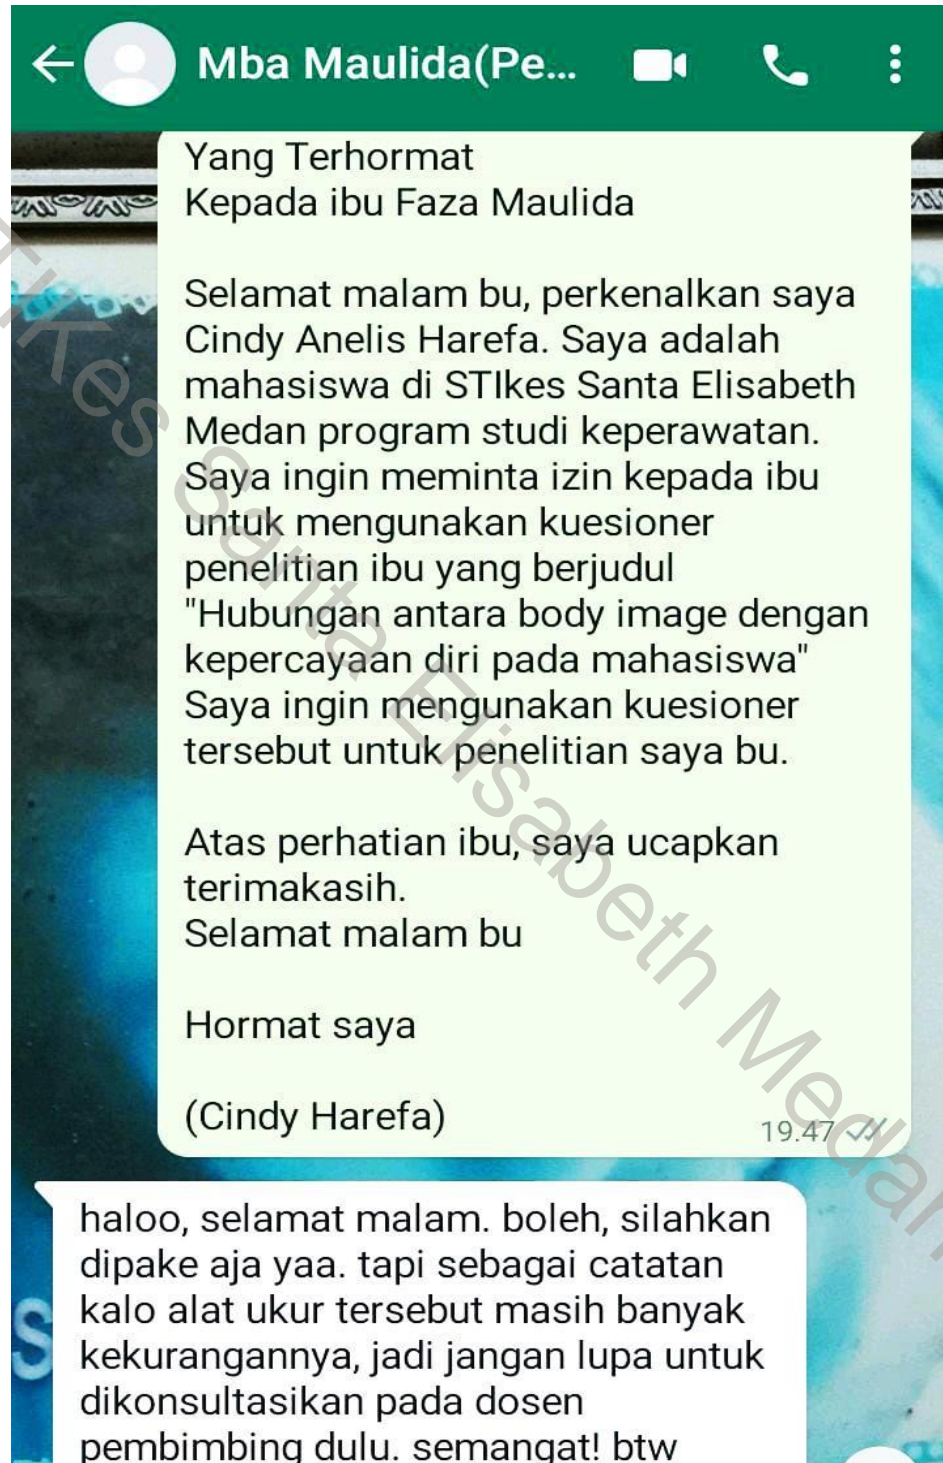 Mba Maulida(Pe...
Yang Terhormat
Kepada ibu Faza Maulida
Selamat malam bu, perkenalkan saya
Cindy Anelis Harefa. Saya adalah
mahasiswa di STIkes Santa Elisabeth
Medan program studi keperawatan.
Saya ingin meminta izin kepada ibu
untuk mengunakan kuesioner
penelitian ibu yang berjudul
"Hubungan antara body image dengan
kepercayaan diri pada mahasiswa"
Saya ingin mengunakan kuesioner
tersebut untuk penelitian saya bu.
Atas perhatian ibu, saya ucapkan
terimakasih.
Selamat malam bu
Hormat saya
(Cindy Harefa)
19.47
haloo, selamat malam. boleh, silahkan
dipake aja yaa. tapi sebagai catatan
kalo alat ukur tersebut masih banyak
kekurangannya, jadi jangan lupa untuk
dikonsultasikan pada dosen
pembimbing dulu. semangat! btw
TIKes Santa Elisabeth Medan